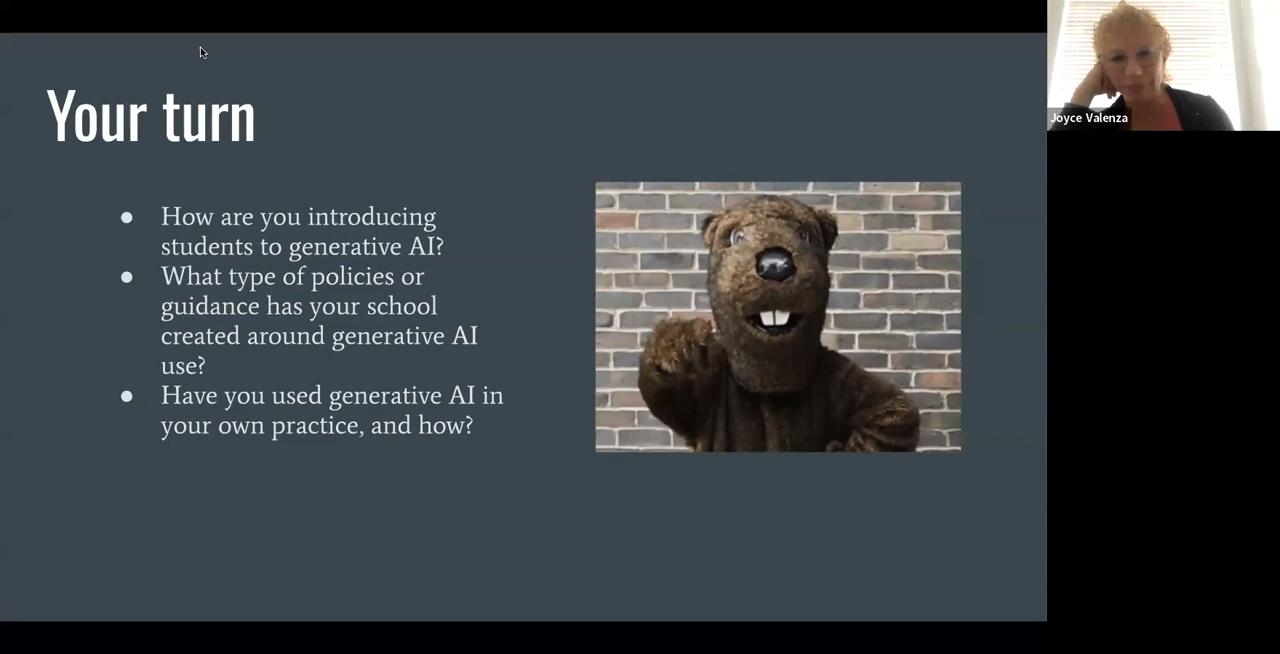 Your turn
● How are you introducing
students to generative AI?
● What type of policies or
guidance has your school
created around generative AI
use?
● Have you used generative AI in
your own practice, and how?
Joyce Valenza